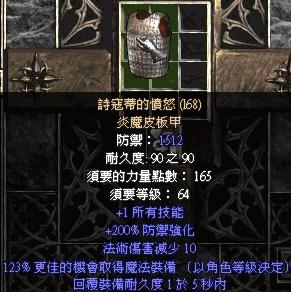 詩寇蒂的憤怒 (168)
炎魔皮板甲
防禦：1512
耐久度: 90 之 90
須要的力量點數：165
須要等級：64
+1 所有技能
+200% 防禦強化
法術傷害減少 10
123% 更佳的機會取得魔法裝備 （以角色等級決定）
回覆裝備耐久度 1 於 5 秒內